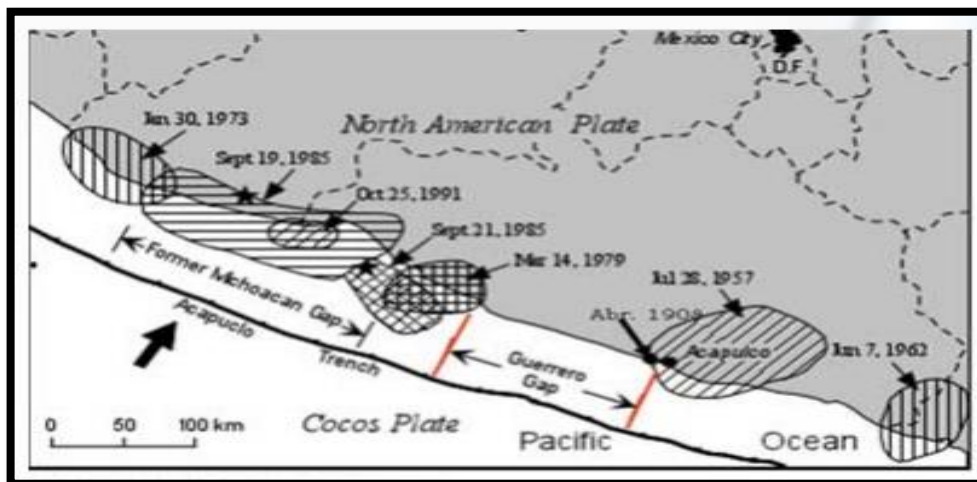 Mexico City
D.F.
Jan 30, 1973
North American Plate
Sept 19, 1985
Oct 25, 1991
Sept 21, 1985
Mar 14, 1979
Former Michoacan Gap
Jul 28, 1957
Abr. 1908
Acapulco
Jun 7, 1962
Acapuclo
Trench
Guerrero
Gap
0 50 100 km
Cocos Plate
Pacific Ocean